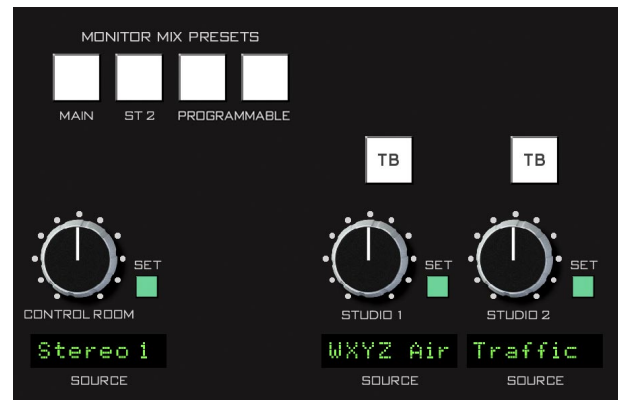 MONITOR MIX PRESETS
MAIN ST 2 PROGRAMMABLE
TB TB
SET SET SET
CONTROL ROOM STUDIO 1 STUDIO 2
Stereo 1 WXYZ Air Traffic
SOURCE SOURCE SOURCE